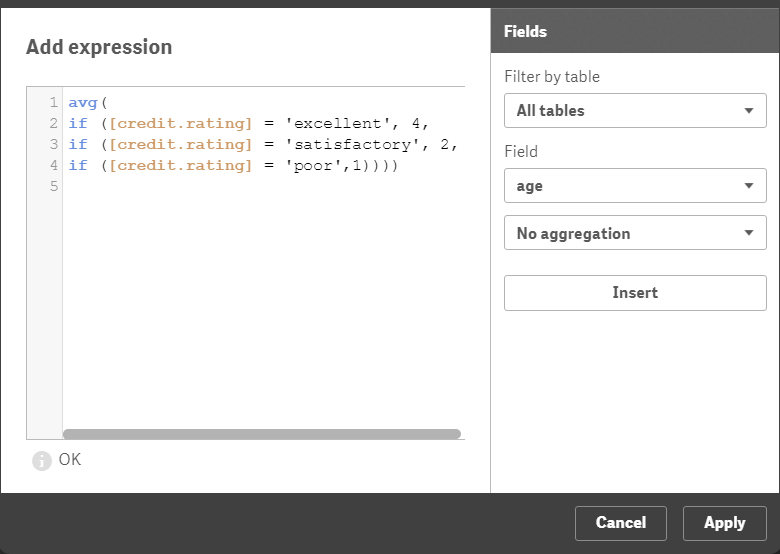 Add expression
1 avg(
2 if ([credit.rating] = 'excellent', 4,
3 if ([credit.rating] = 'satisfactory', 2,
4 if ([credit.rating] = 'poor',1))))
5
OK
Fields
Filter by table
All tables
Field
age
No aggregation
Insert
Cancel
Apply